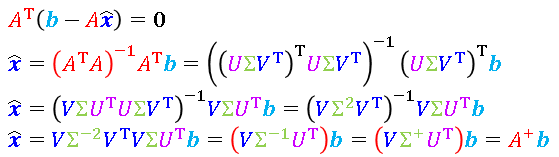 Aᵀ(b − Ax̂) = 0
x̂ = (AᵀA)⁻¹Aᵀb = ((UΣVᵀ)ᵀUΣVᵀ)⁻¹(UΣVᵀ)ᵀb
x̂ = (VΣUᵀUΣVᵀ)⁻¹VΣUᵀb = (VΣ²Vᵀ)⁻¹VΣUᵀb
x̂ = VΣ⁻²VᵀVΣUᵀb = (VΣ⁻¹Uᵀ)b = (VΣ⁺Uᵀ)b = A⁺b